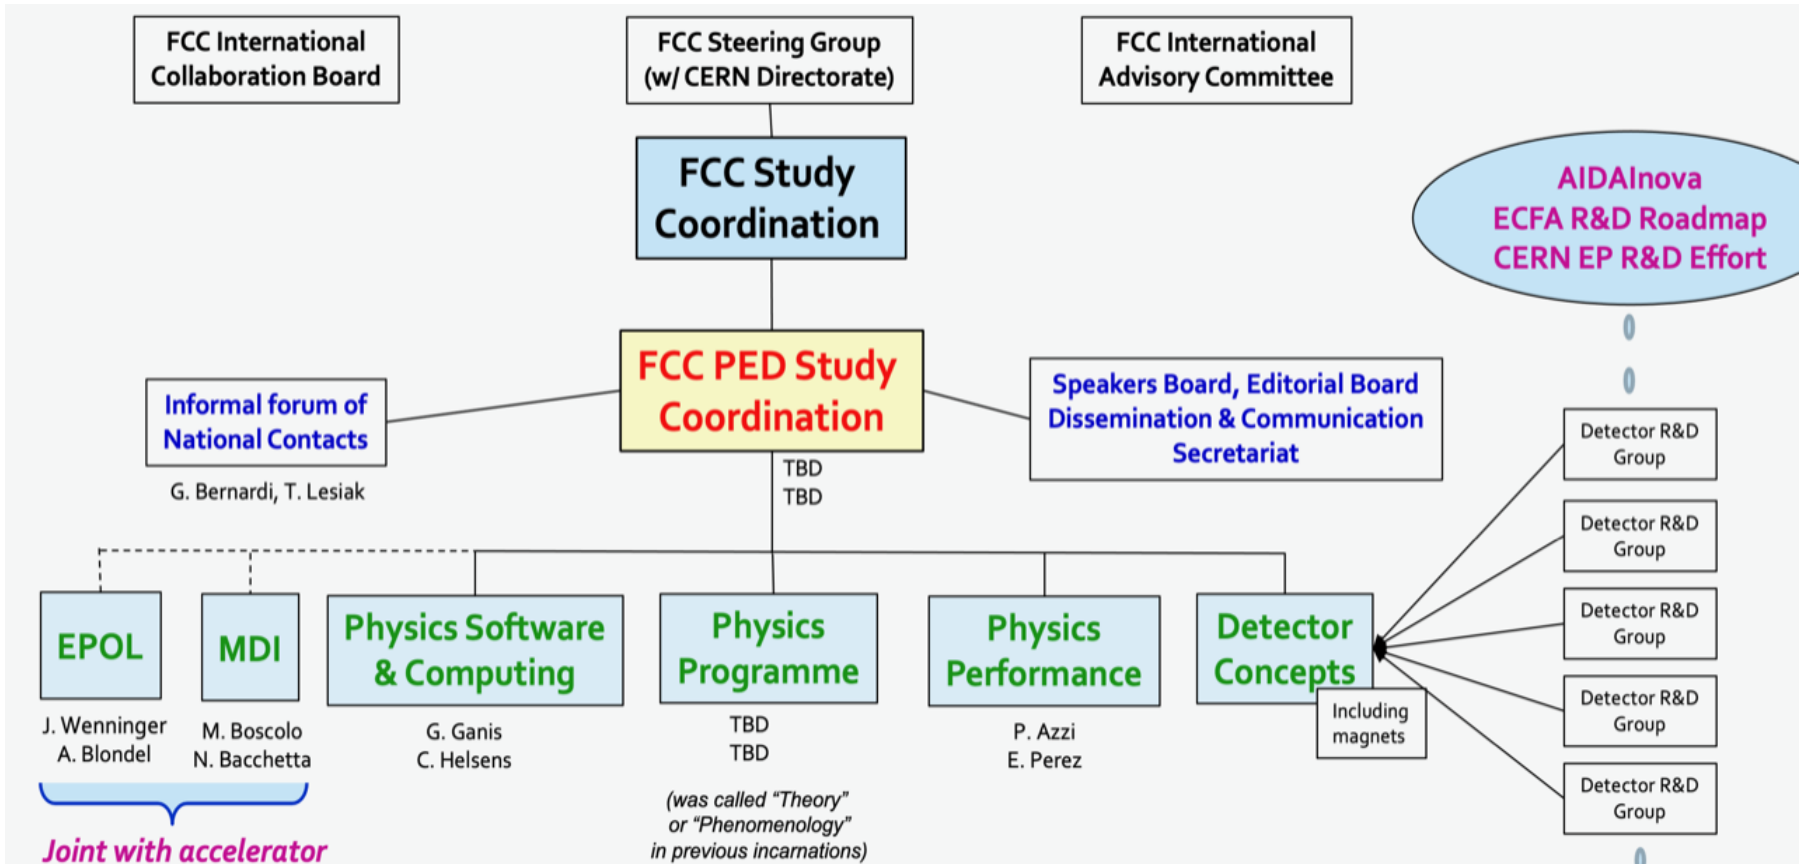 FCC International
Collaboration Board
FCC Steering Group
(w/ CERN Directorate)
FCC International
Advisory Committee
FCC Study
Coordination
AIDAInova
ECFA R&D Roadmap
CERN EP R&D Effort
FCC PED Study
Coordination
TBD
TBD
Informal forum of
National Contacts
G. Bernardi, T. Lesiak
Speakers Board, Editorial Board
Dissemination & Communication
Secretariat
Detector R&D
Group
Detector R&D
Group
Detector R&D
Group
Detector R&D
Group
Detector R&D
Group
EPOL
J. Wenninger
A. Blondel
MDI
M. Boscolo
N. Bacchetta
Joint with accelerator
Physics Software
& Computing
G. Ganis
C. Helsens
Physics
Programme
TBD
TBD
(was called “Theory”
or “Phenomenology”
in previous incarnations)
Physics
Performance
P. Azzi
E. Perez
Detector
Concepts
Including
magnets